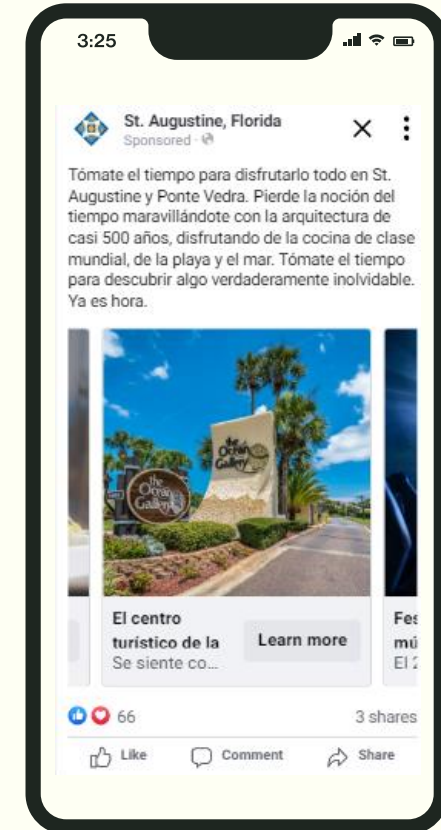 3:25
St. Augustine, Florida
Sponsored ·
Tómate el tiempo para disfrutarlo todo en St.
Augustine y Ponte Vedra. Pierde la noción del
tiempo maravillándote con la arquitectura de
casi 500 años, disfrutando de la cocina de clase
mundial, de la playa y el mar. Tómate el tiempo
para descubrir algo verdaderamente inolvidable.
Ya es hora.
the
Ocean
Gallery
the
Ocean
Gallery
El centro
turístico de la
Se siente co...
Learn more
Fes
mú
El 2
66
3 shares
Like
Comment
Share